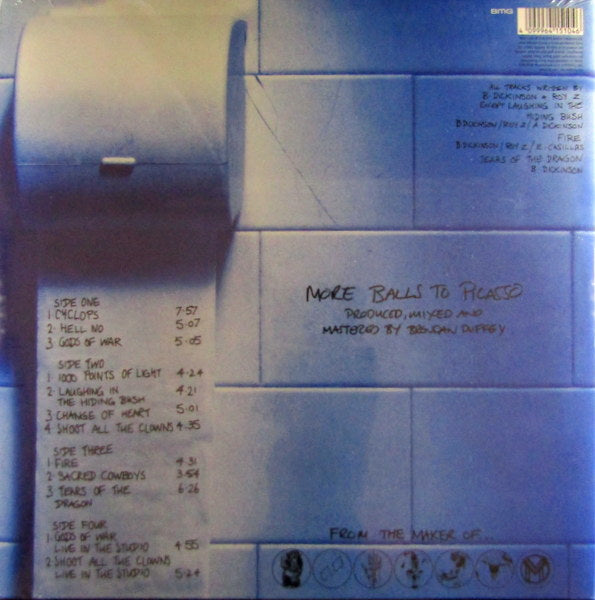 BMG
4 099964 151046
ALL TRACKS WRITTEN BY
B. DICKINSON & ROY Z
EXCEPT LAUGHING IN THE
HIDING BUSH
B DICKINSON/ROY Z/A DICKINSON
FIRE
B DICKINSON/ROY Z/R. CASILLAS
TEARS OF THE DRAGON
B. DICKINSON
MORE BALLS TO PICASSO
PRODUCED, MIXED AND
MASTERED BY BRENDAN DUFFEY
SIDE ONE
1 CYCLOPS 7·57
2 HELL NO 5·07
3 GODS OF WAR 5·05
SIDE TWO
1· 1000 POINTS OF LIGHT 4·24
2· LAUGHING IN 4·21
THE HIDING BUSH
3 CHANGE OF HEART 5·01
4 SHOOT ALL THE CLOWNS 4·35
SIDE THREE
1 FIRE 4·31
2 SACRED COWBOYS 3·54
3 TEARS OF THE 6·26
DRAGON
SIDE FOUR
1· GODS OF WAR
LIVE IN THE STUDIO 4·55
2 SHOOT ALL THE CLOWNS
LIVE IN THE STUDIO 5·24
FROM THE MAKER OF..